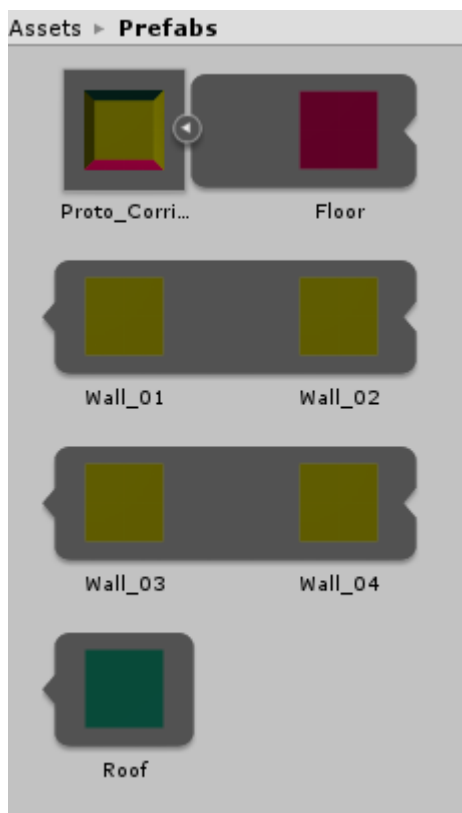 Assets ▸ Prefabs
Proto_Corri... Floor
Wall_01 Wall_02
Wall_03 Wall_04
Roof